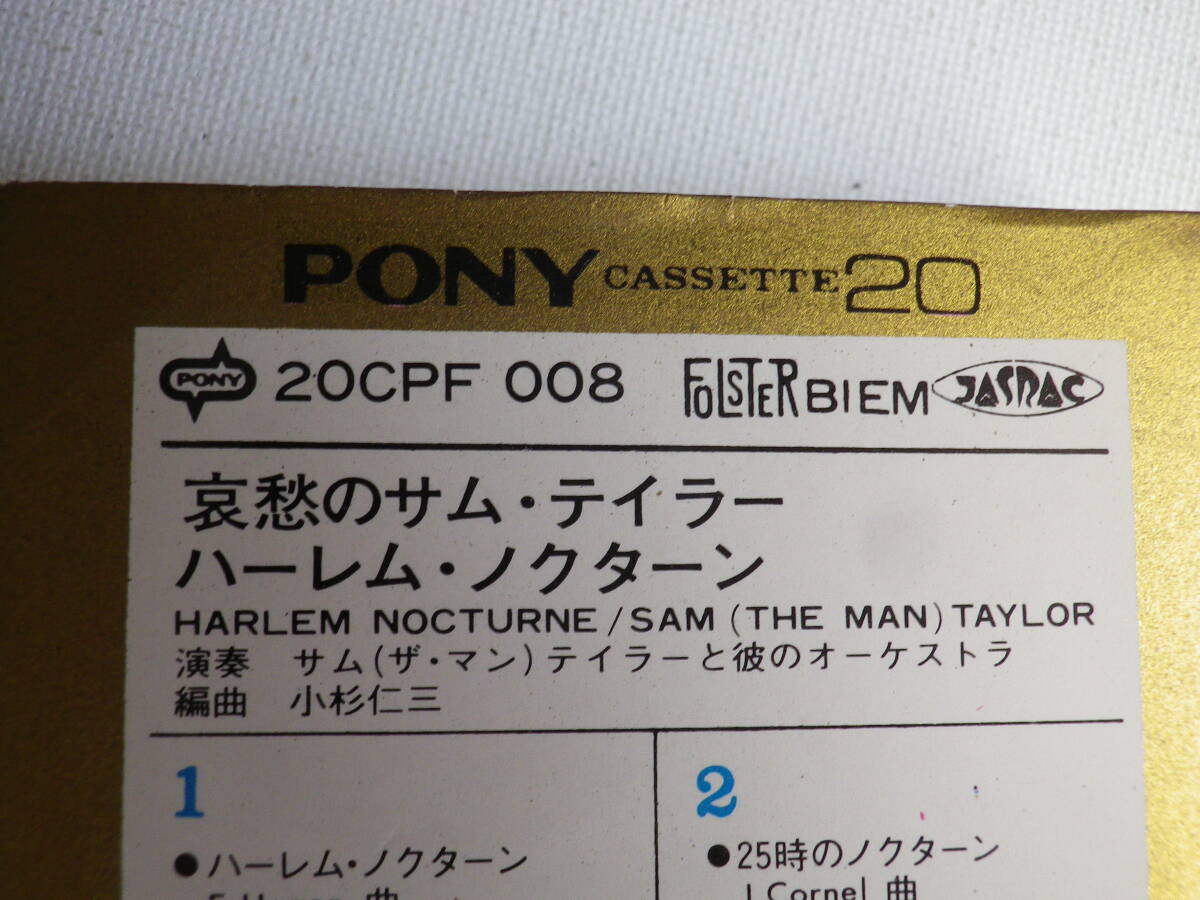 PONY CASSETTE 20
PONY 20CPF 008 FOLSTER BIEM JASRAC
哀愁のサム・テイラー
ハーレム・ノクターン
HARLEM NOCTURNE / SAM (THE MAN) TAYLOR
演奏 サム(ザ・マン)テイラーと彼のオーケストラ
編曲 小杉仁三
1
●ハーレム・ノクターン
曲
2
●25時のノクターン
J.Cornel 曲